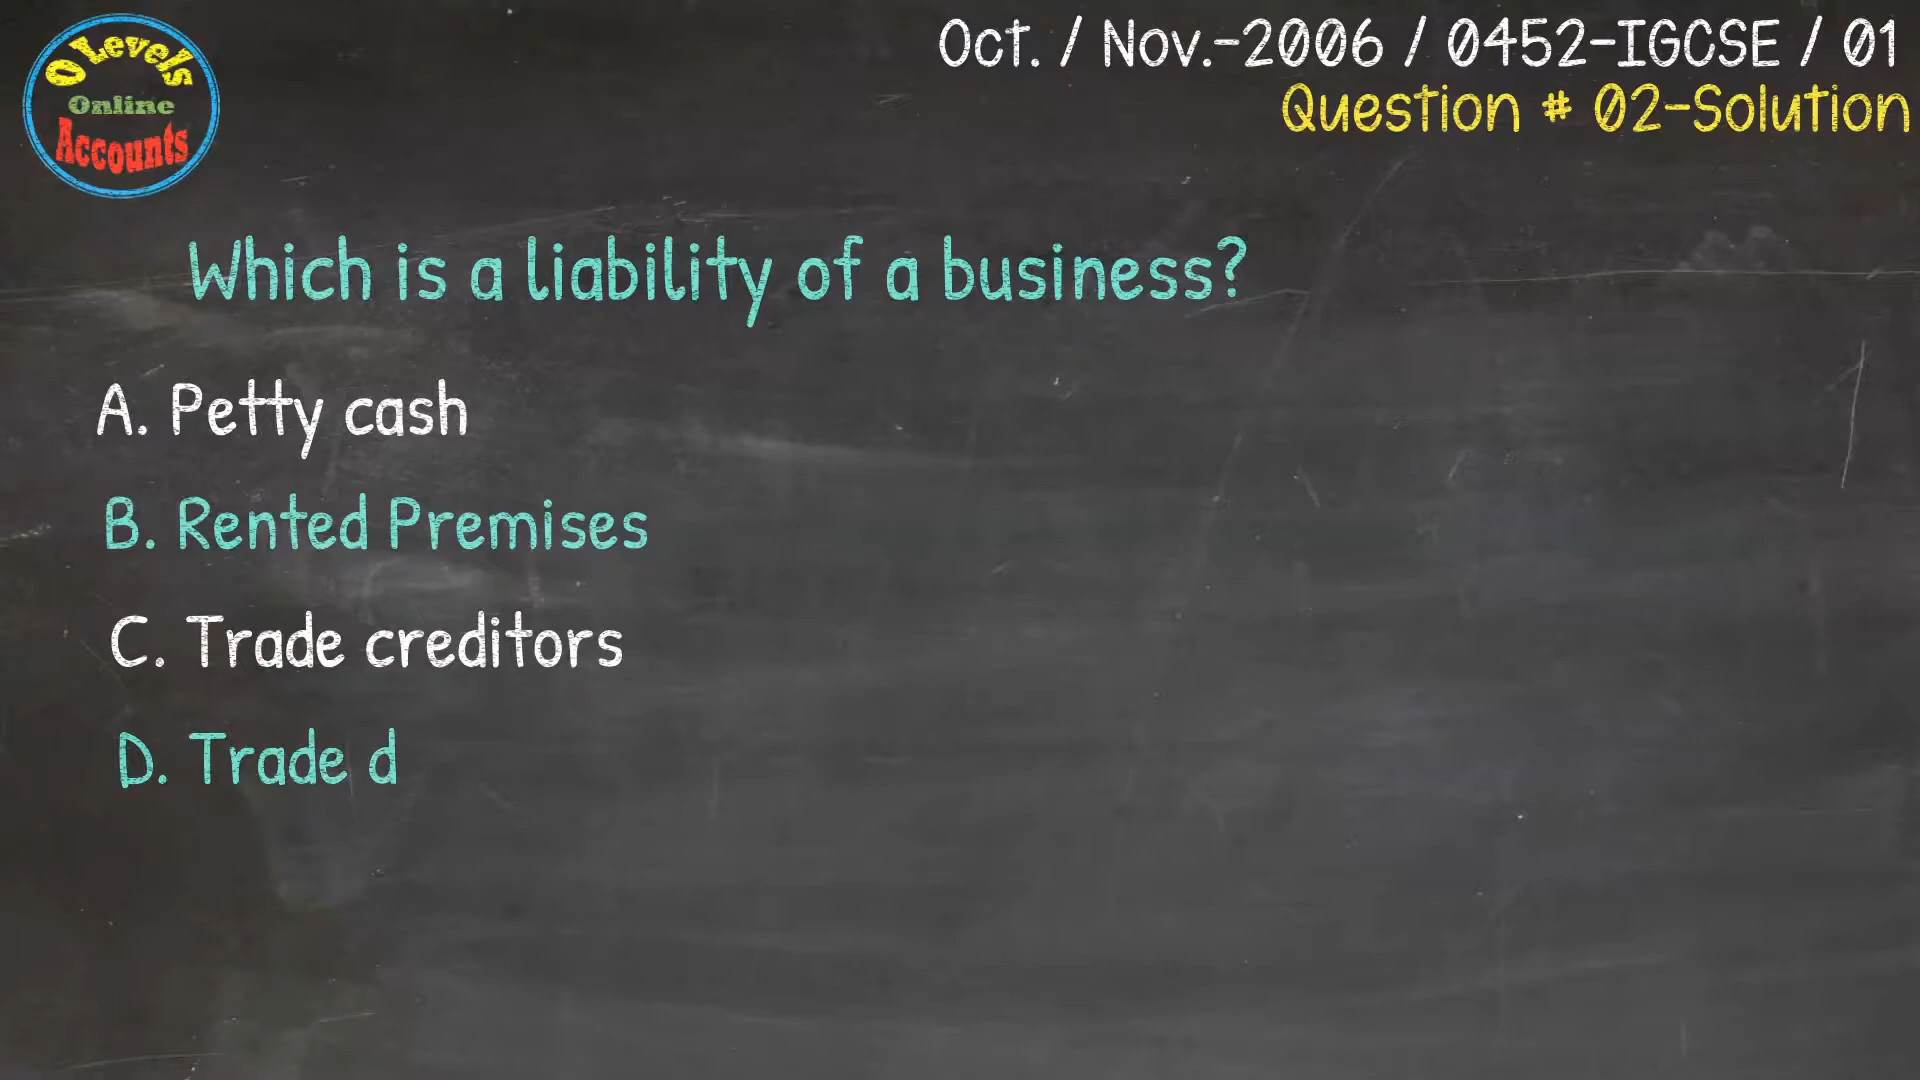 O Levels
Online
Accounts
Oct. / Nov.-2006 / 0452-IGCSE / 01
Question # 02-Solution
Which is a liability of a business?
A. Petty cash
B. Rented Premises
C. Trade creditors
D. Trade d